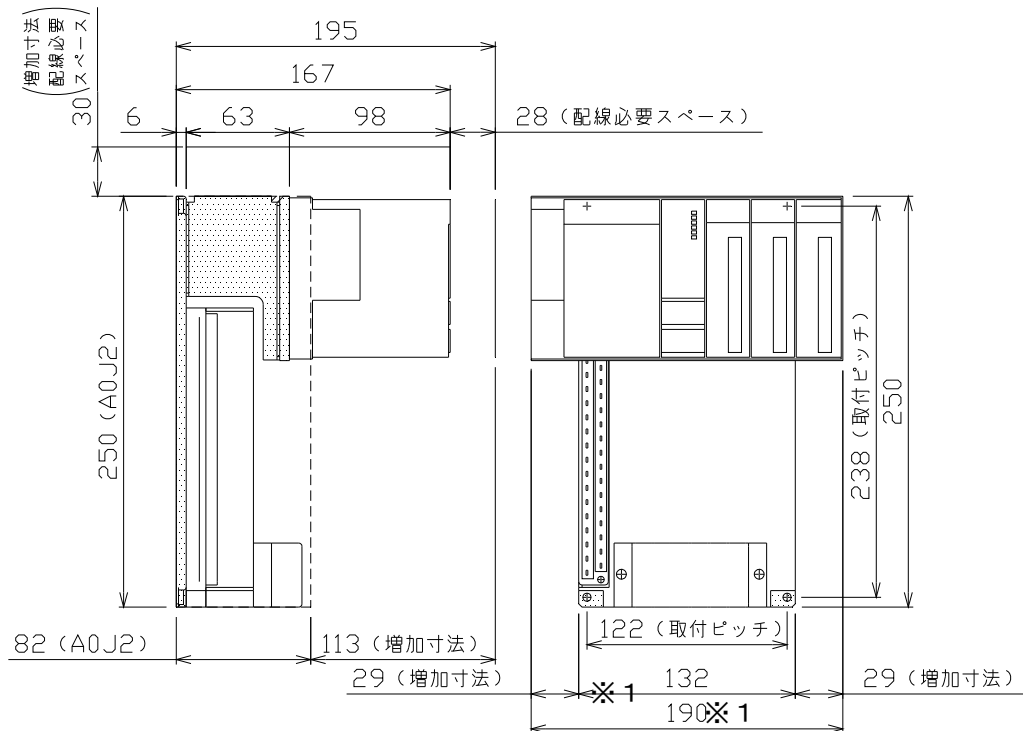 (増加寸法
配線必要
スペース)
30
195
167
6
63
98
28（配線必要スペース）
250（A0J2）
82（A0J2）
113（増加寸法）
238（取付ピッチ）
250
122（取付ピッチ）
29（増加寸法）
※1
132
29（増加寸法）
190※1